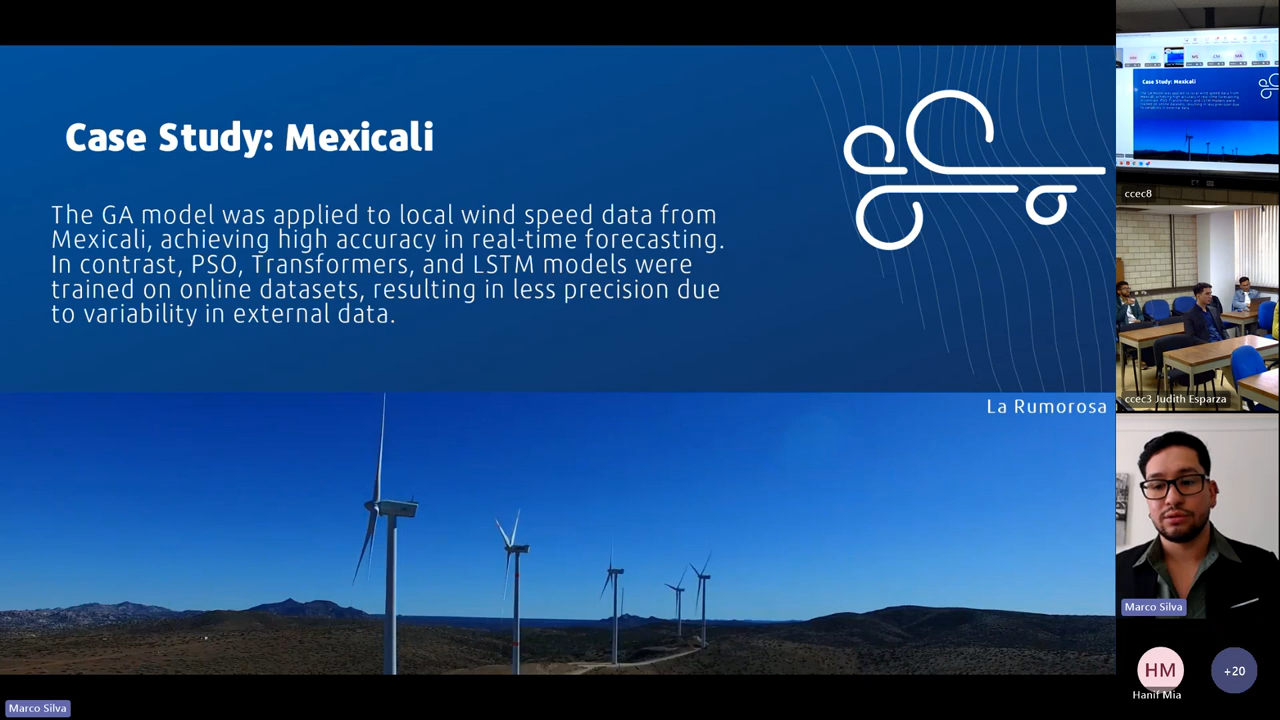 Case Study: Mexicali
The GA model was applied to local wind speed data from
Mexicali, achieving high accuracy in real-time forecasting.
In contrast, PSO, Transformers, and LSTM models were
trained on online datasets, resulting in less precision due
to variability in external data.
La Rumorosa
Marco Silva
Case Study: Mexicali
ccec8
ccec3 Judith Esparza
Marco Silva
HM
Hanif Mia
+20